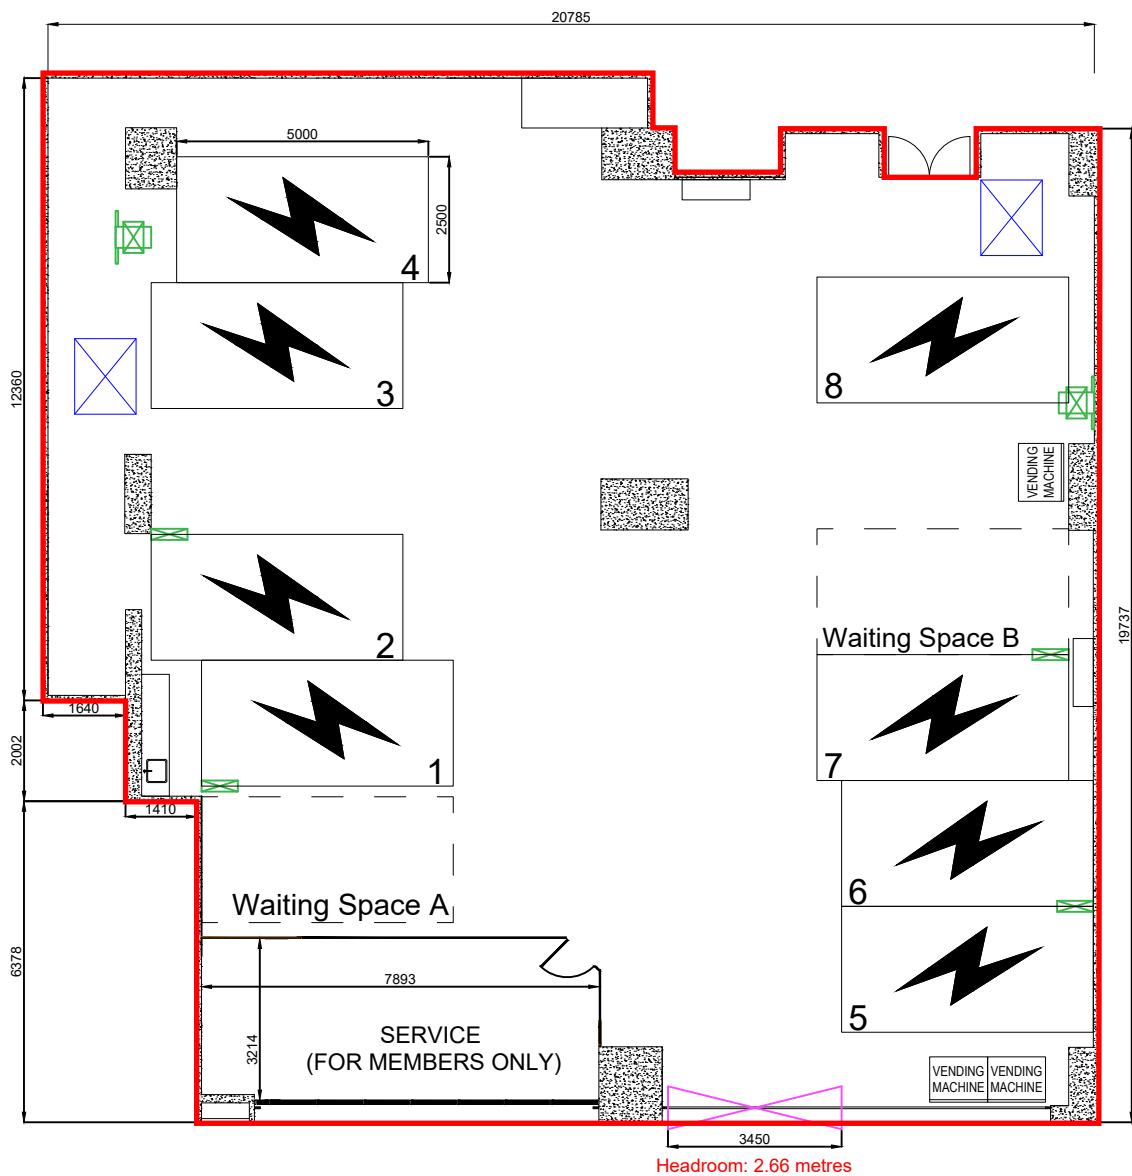 20785
5000
2500
4
12360
3
8
VENDING
MACHINE
19737
2
Waiting Space B
1640
2002
1
7
1410
6
Waiting Space A
6378
7893
5
3214
SERVICE
(FOR MEMBERS ONLY)
VENDING VENDING
MACHINE MACHINE
3450
Headroom: 2.66 metres